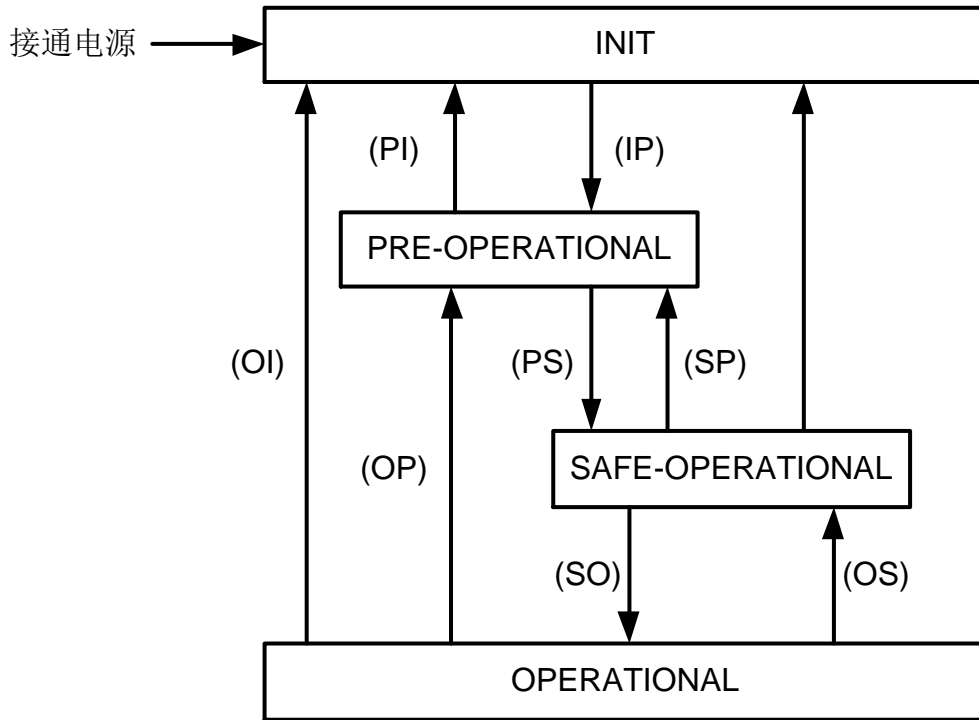 接通电源
INIT
(PI)
(IP)
PRE-OPERATIONAL
(OI)
(PS)
(SP)
(OP)
SAFE-OPERATIONAL
(SO)
(OS)
OPERATIONAL